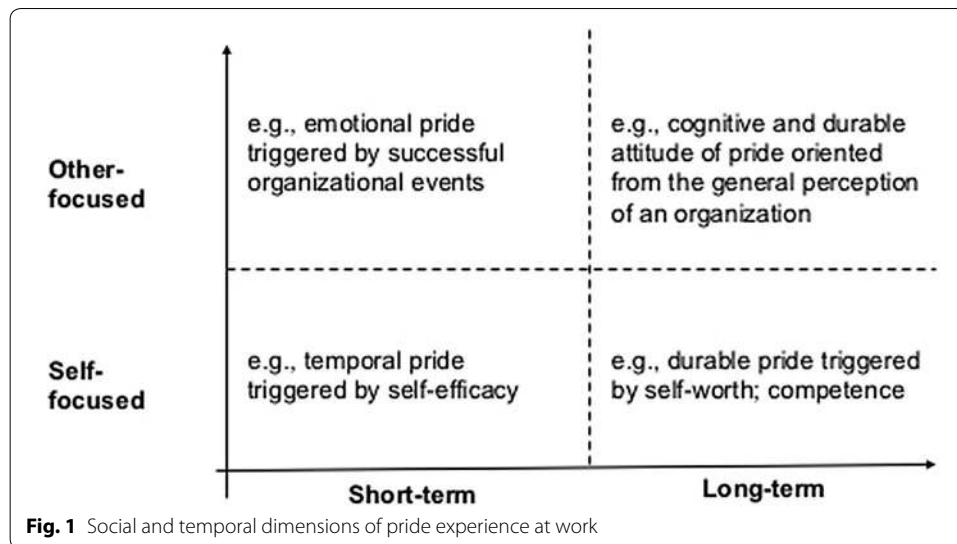 Other-
focused
e.g., emotional pride
triggered by successful
organizational events
e.g., cognitive and durable
attitude of pride oriented
from the general perception
of an organization
Self-
focused
e.g., temporal pride
triggered by self-efficacy
e.g., durable pride triggered
by self-worth; competence
Short-term
Long-term
Fig. 1 Social and temporal dimensions of pride experience at work